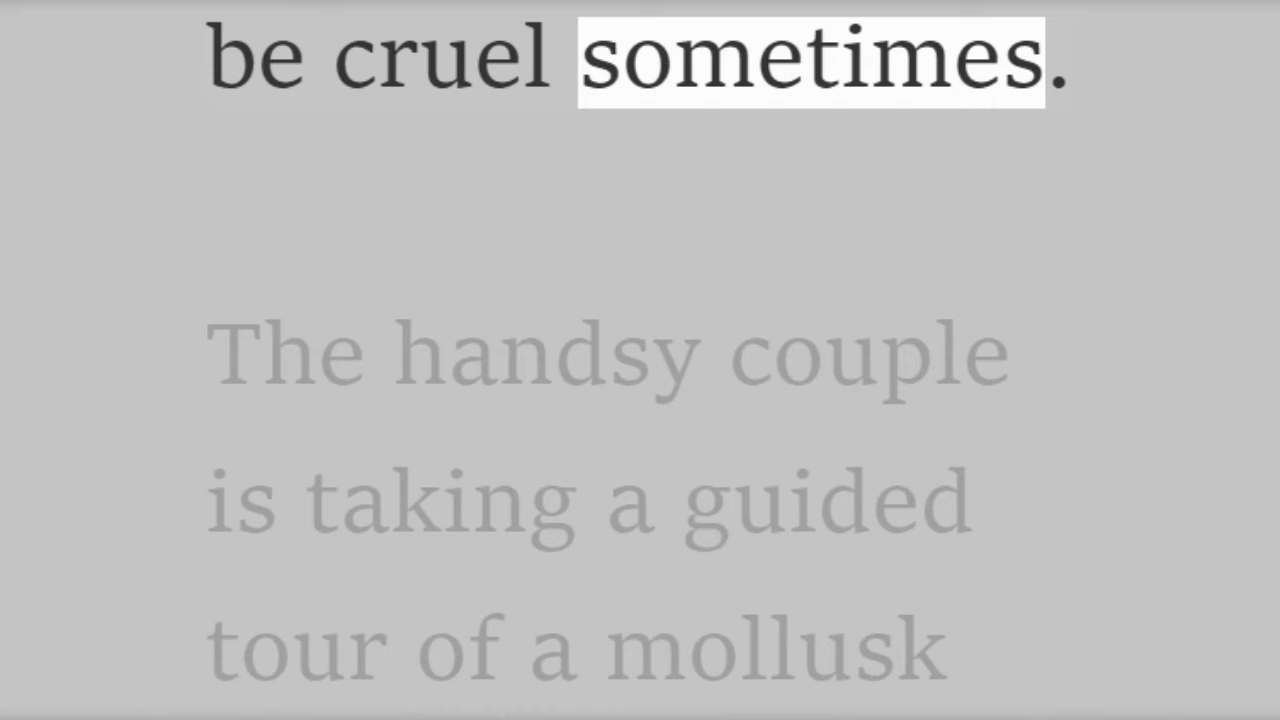 be cruel sometimes.
The handsy couple
is taking a guided
tour of a mollusk